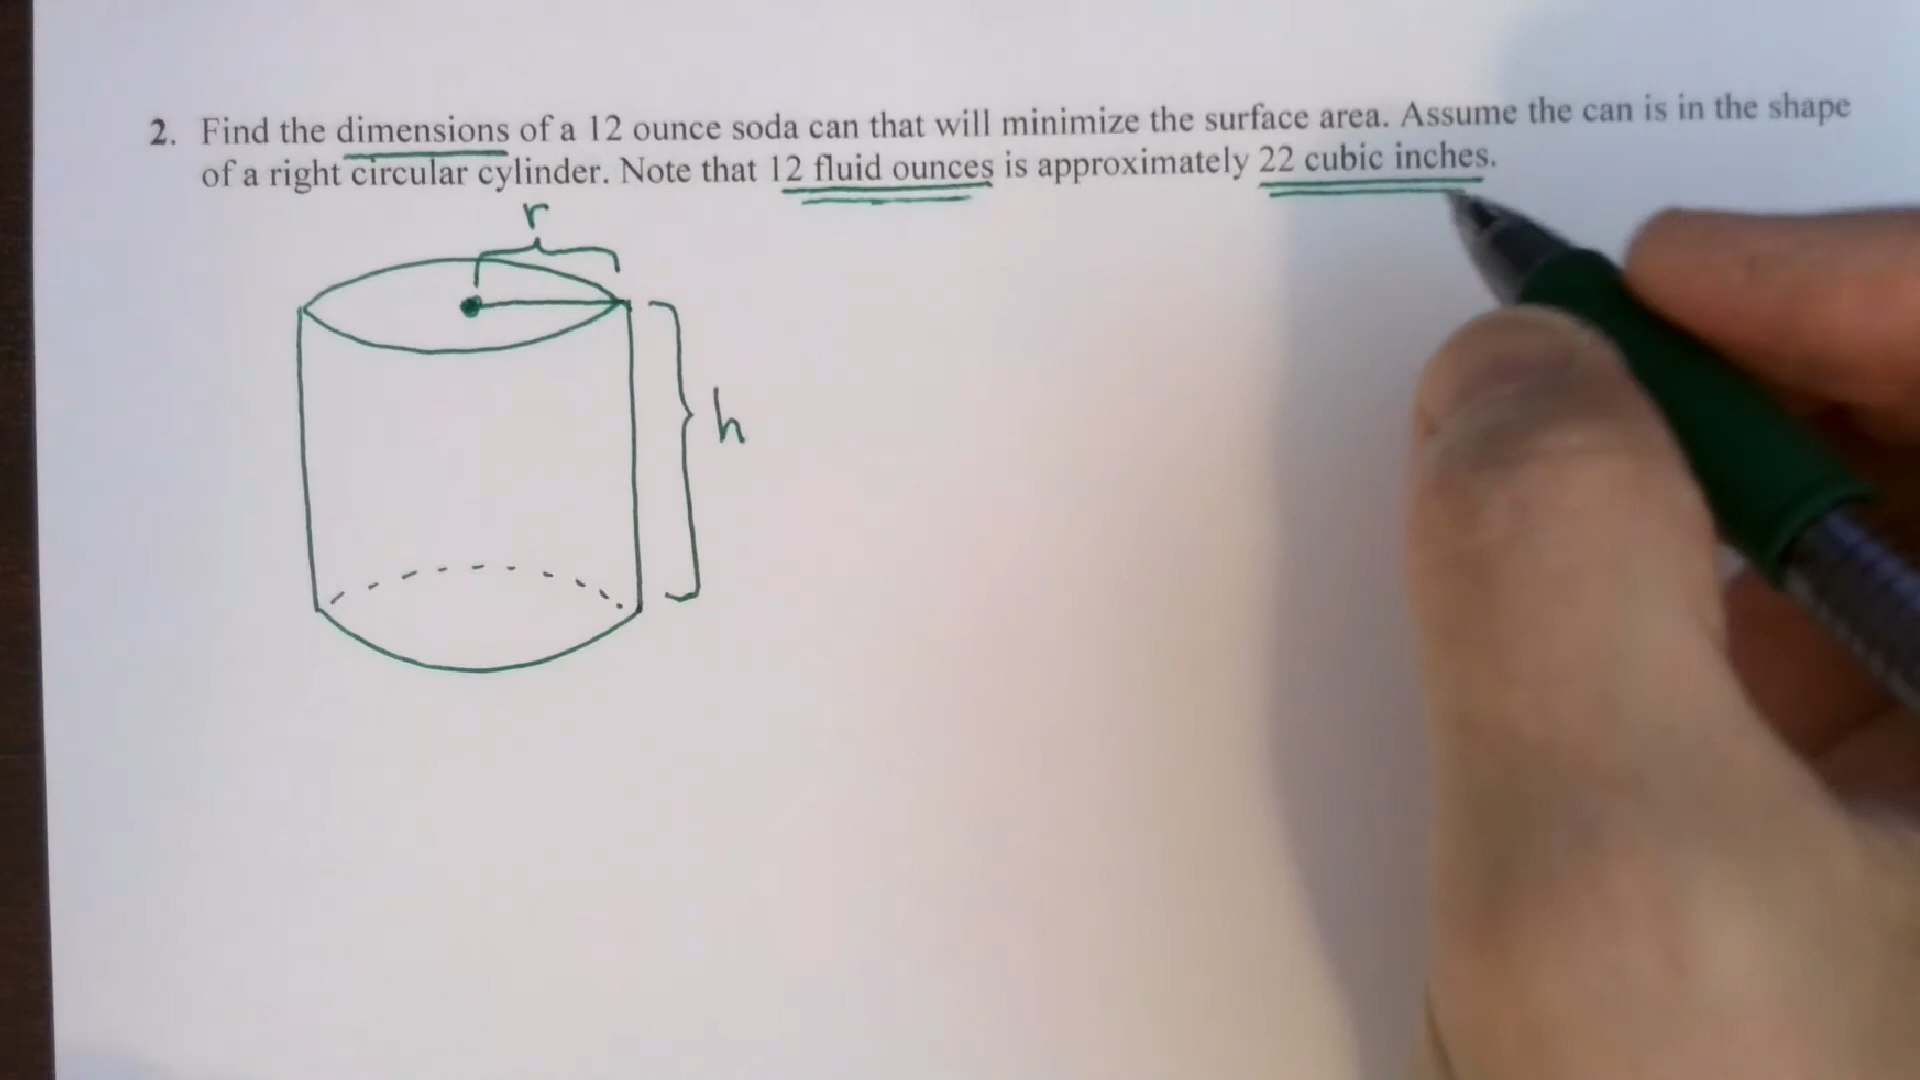 2. Find the dimensions of a 12 ounce soda can that will minimize the surface area. Assume the can is in the shape
of a right circular cylinder. Note that 12 fluid ounces is approximately 22 cubic inches.
r
h